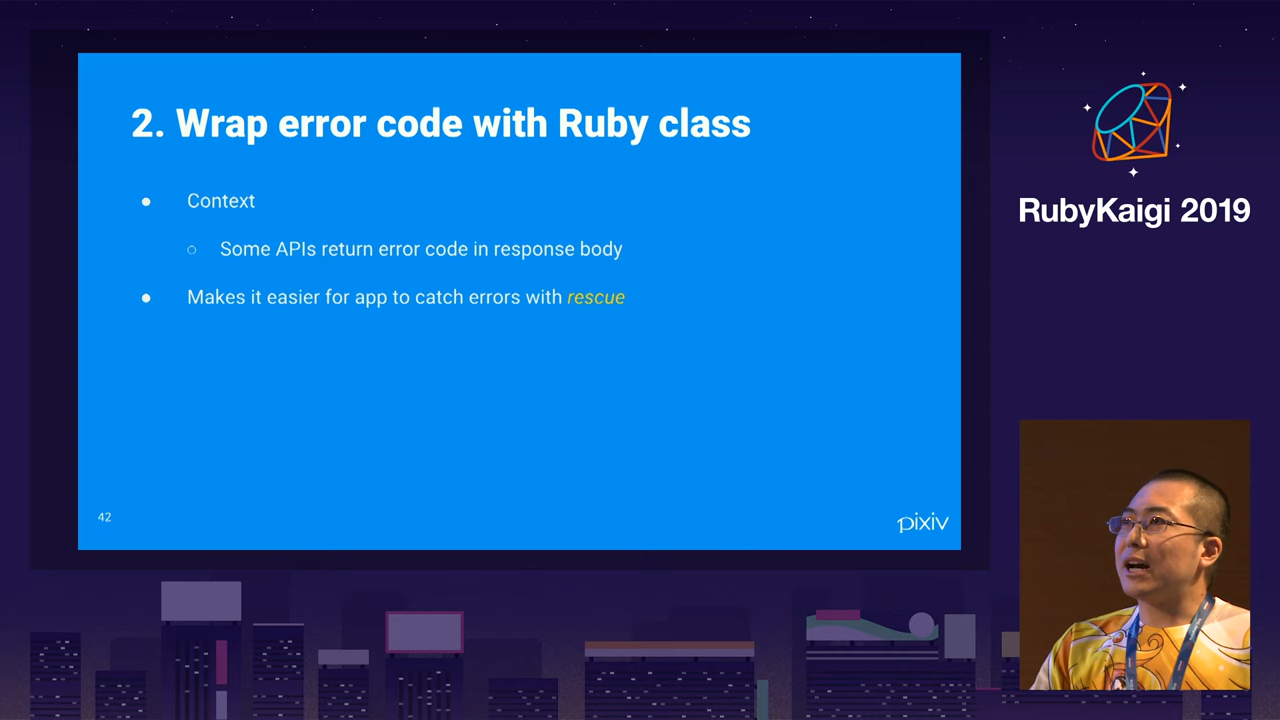 2. Wrap error code with Ruby class
● Context
○ Some APIs return error code in response body
● Makes it easier for app to catch errors with rescue
42
pixiv
RubyKaigi 2019